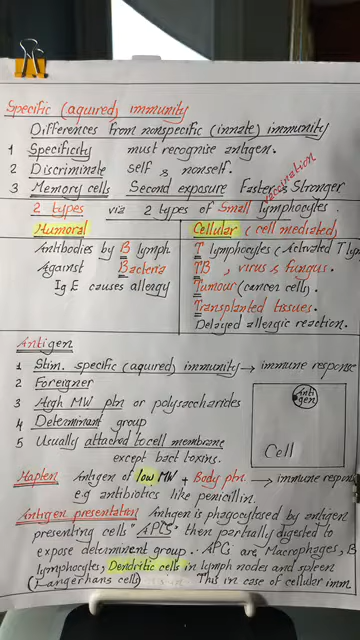 Specific (aquired) immunity
Differences from nonspecific (innate) immunity
1 Specificity must recognise antigen.
2 Discriminate self & nonself.
3 Memory cells Second exposure Faster & Stronger
vaccination
2 types via 2 types of Small lymphocytes.
Humoral
Antibodies by B lymph.
Against Bacteria
Ig E causes allergy
Cellular (cell mediated)
T lymphocytes (Activated T lym
TB, virus & fungus.
Tumour (cancer cells).
Transplanted tissues.
Delayed allergic reaction.
Antigen
1 Stim. specific (aquired) immunity → immune response
2 Foreigner
3 High MW ptn or polysaccharides
4 Determinant group
5 Usually attached to cell membrane
except bact toxins.
Anti
gen
Cell
Hapten Antigen of low MW + Body ptn. → immune respon
e.g antibiotics like penicillin.
Antigen presentation Antigen is phagocytosed by antigen
presenting cells "APCs" then partially digested to
expose determinent group. APCs are Macrophages, B
lymphocytes, Dendritic cells in lymph nodes and spleen
(Langerhans cells) This in case of cellular imm.